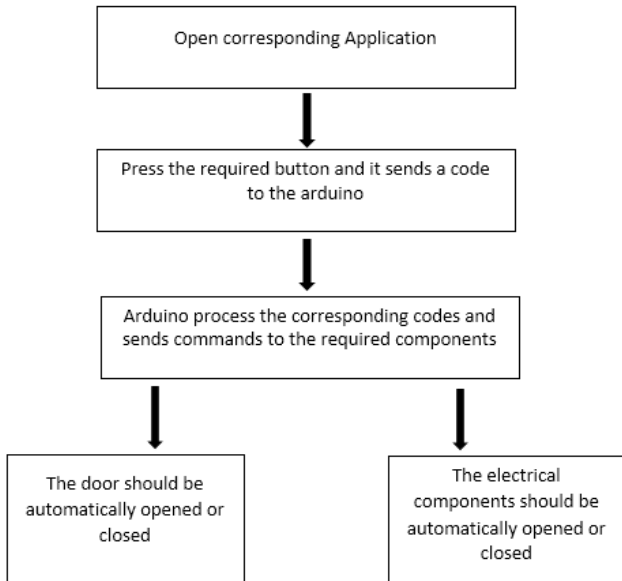 Open corresponding Application
Press the required button and it sends a code
to the arduino
Arduino process the corresponding codes and
sends commands to the required components
The door should be
automatically opened or
closed
The electrical
components should be
automatically opened or
closed